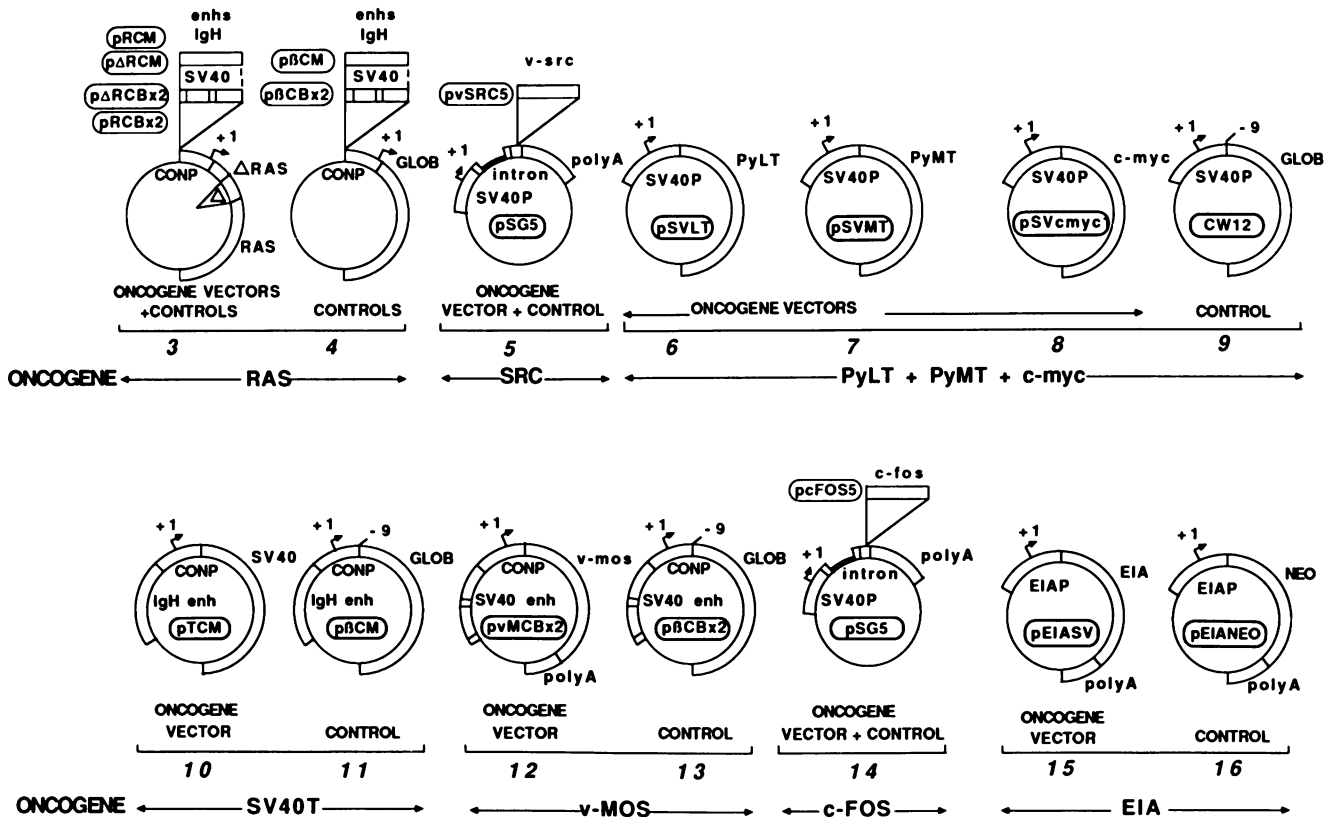 enhs
IgH
pRCM
pΔRCM
SV40
pΔRCBx2
pRCBx2
+1
CONP
ΔRAS
Δ
RAS
ONCOGENE VECTORS
+CONTROLS
3
enhs
IgH
pβCM
SV40
pβCBx2
+1
GLOB
CONP
CONTROLS
4
v-src
pvSRC5
+1
polyA
intron
SV40P
pSG5
ONCOGENE
VECTOR + CONTROL
5
+1
PyLT
SV40P
pSVLT
6
+1
PyMT
SV40P
pSVMT
ONCOGENE VECTORS
7
+1
c-myc
SV40P
pSVcmyc
8
+1
-9
GLOB
SV40P
CW12
CONTROL
9
ONCOGENE
RAS
SRC
PyLT + PyMT + c-myc
+1
SV40
CONP
IgH enh
pTCM
ONCOGENE
VECTOR
10
+1
-9
GLOB
CONP
IgH enh
pβCM
CONTROL
11
+1
v-mos
CONP
SV40 enh
pvMCBx2
polyA
ONCOGENE
VECTOR
12
+1
-9
GLOB
CONP
SV40 enh
pβCBx2
CONTROL
13
c-fos
pcFOS5
+1
polyA
intron
SV40P
pSG5
ONCOGENE
VECTOR + CONTROL
14
+1
EIA
EIAP
pEIASV
polyA
ONCOGENE
VECTOR
15
+1
NEO
EIAP
pEIANEO
polyA
CONTROL
16
ONCOGENE
SV40T
v-MOS
c-FOS
EIA